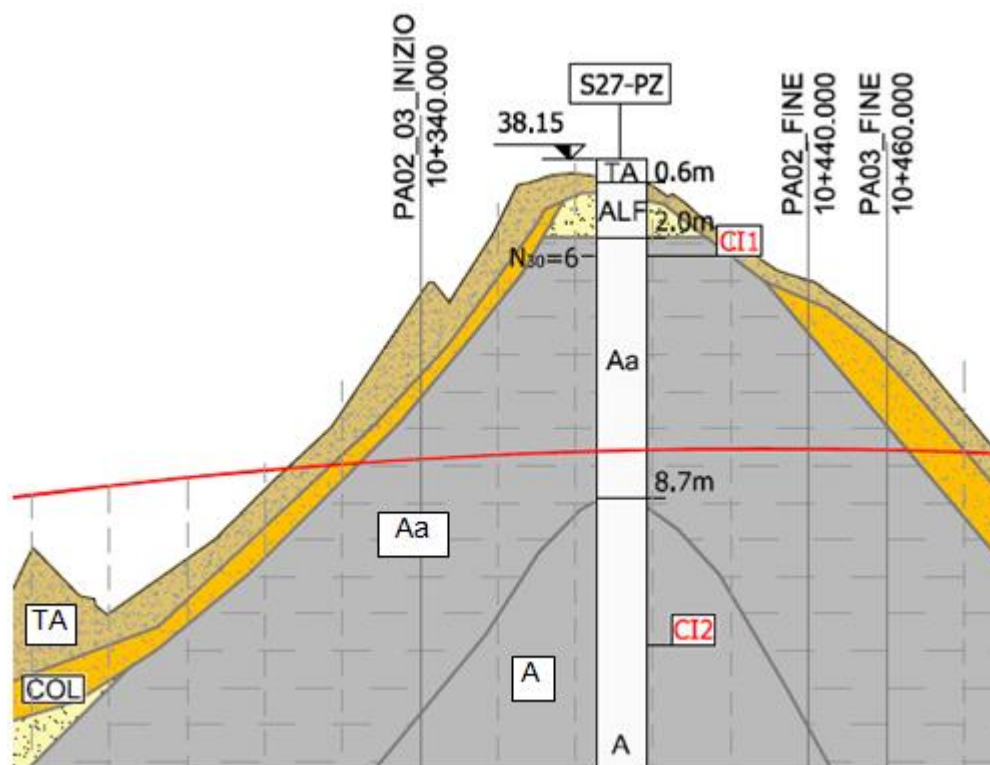 PA02_03_INIZIO
10+340.000
S27-PZ
38.15
PA02_FINE
10+440.000
PA03_FINE
10+460.000
TA
0.6m
ALF
2.0m
CI1
N30=6
Aa
8.7m
Aa
TA
CI2
COL
A
A